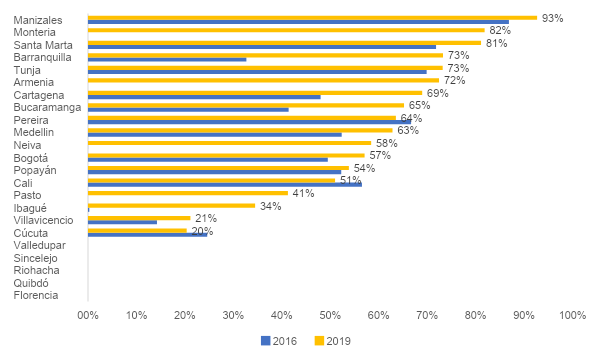 Manizales 93%
Monteria 82%
Santa Marta 81%
Barranquilla 73%
Tunja 73%
Armenia 72%
Cartagena 69%
Bucaramanga 65%
Pereira 64%
Medellín 63%
Neiva 58%
Bogotá 57%
Popayán 54%
Cali 51%
Pasto 41%
Ibagué 34%
Villavicencio 21%
Cúcuta 20%
Valledupar
Sincelejo
Riohacha
Quibdó
Florencia
00% 10% 20% 30% 40% 50% 60% 70% 80% 90% 100%
2016 2019